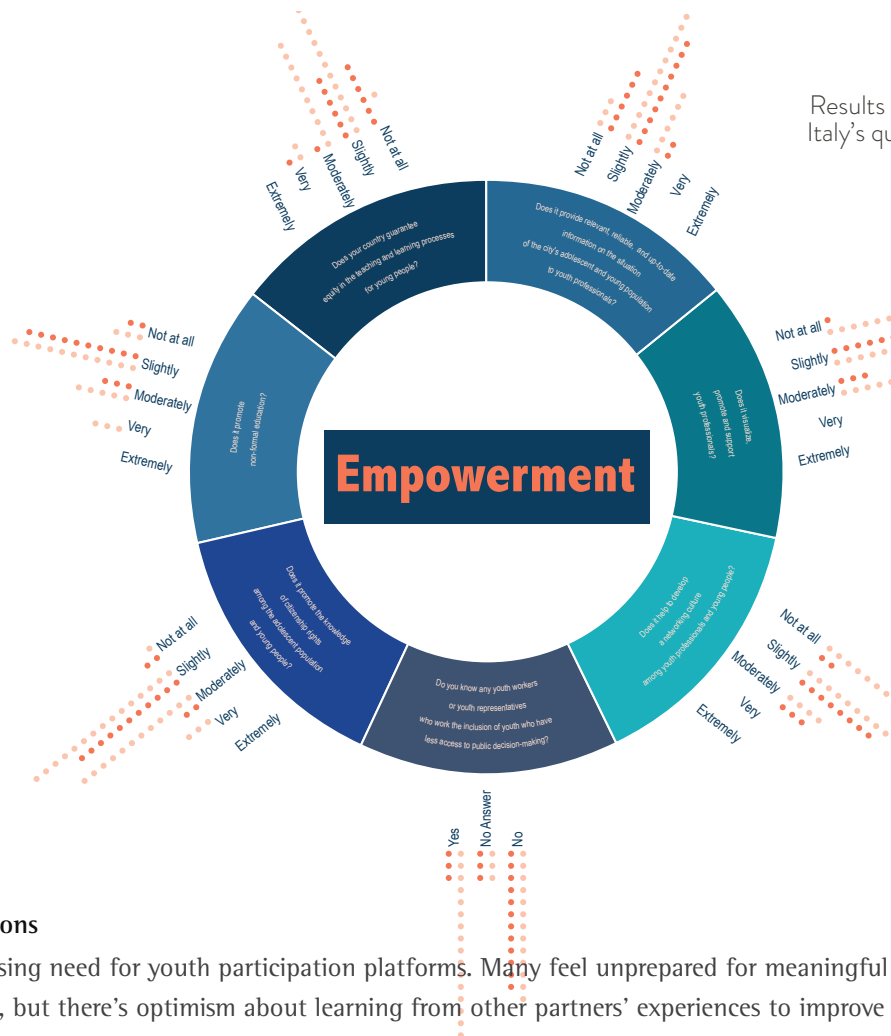 Results
Italy's qu
Not at all
Slightly
Moderately
Very
Extremely
Does your country guarantee
equity in the teaching and learning processes
for young people?
Not at all
Slightly
Moderately
Very
Extremely
Does it provide relevant, reliable, and up-to-date
information on the situation
of the city's adolescent and young population
to youth professionals?
Not at all
Slightly
Moderately
Very
Extremely
Does it visualize,
promote and support
youth professionals?
Not at all
Slightly
Moderately
Very
Extremely
Does it promote
non-formal education?
Empowerment
Not at all
Slightly
Moderately
Very
Extremely
Does it help to develop
a networking culture
among youth professionals and young people?
Not at all
Slightly
Moderately
Very
Extremely
Does it promote the knowledge
of citizenship rights
among the adolescent population
and young people?
Do you know any youth workers
or youth representatives
who work the inclusion of youth who have
less access to public decision-making?
Yes
No Answer
No
ons
sing need for youth participation platforms. Many feel unprepared for meaningful
, but there's optimism about learning from other partners' experiences to improve